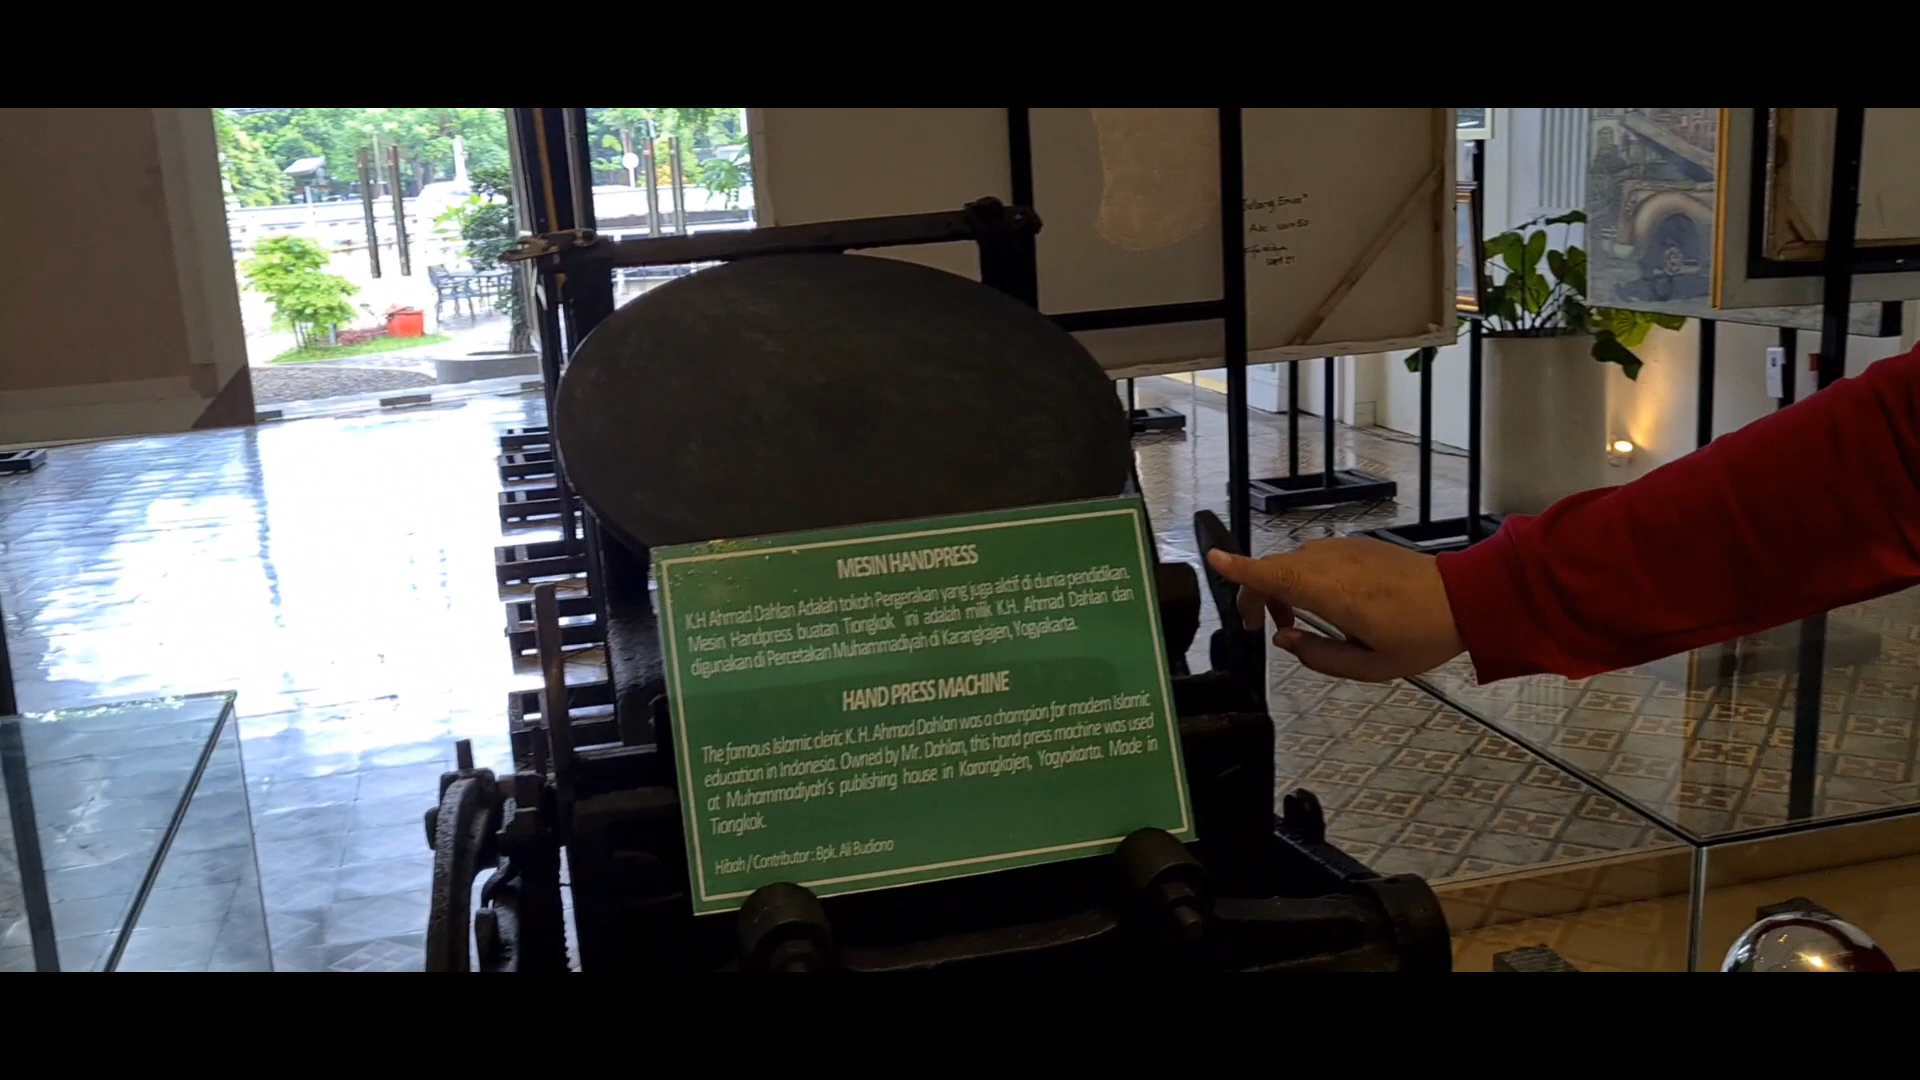 MESIN HANDPRESS
K.H Ahmad Dahlan Adalah tokoh Pergerakan yang juga aktif di dunia pendidikan.
Mesin Handpress buatan Tiongkok ini adalah milik K.H. Ahmad Dahlan dan
digunakan di Percetakan Muhammadiyah di Karangkajen, Yogyakarta.
HAND PRESS MACHINE
The famous Islamic cleric K. H. Ahmad Dahlan was a champion for modern Islamic
education in Indonesia. Owned by Mr. Dahlan, this hand press machine was used
at Muhammadiyah's publishing house in Karangkajen, Yogyakarta. Made in
Tiongkok.
Hibah / Contributor : Bpk. Ali Budiono